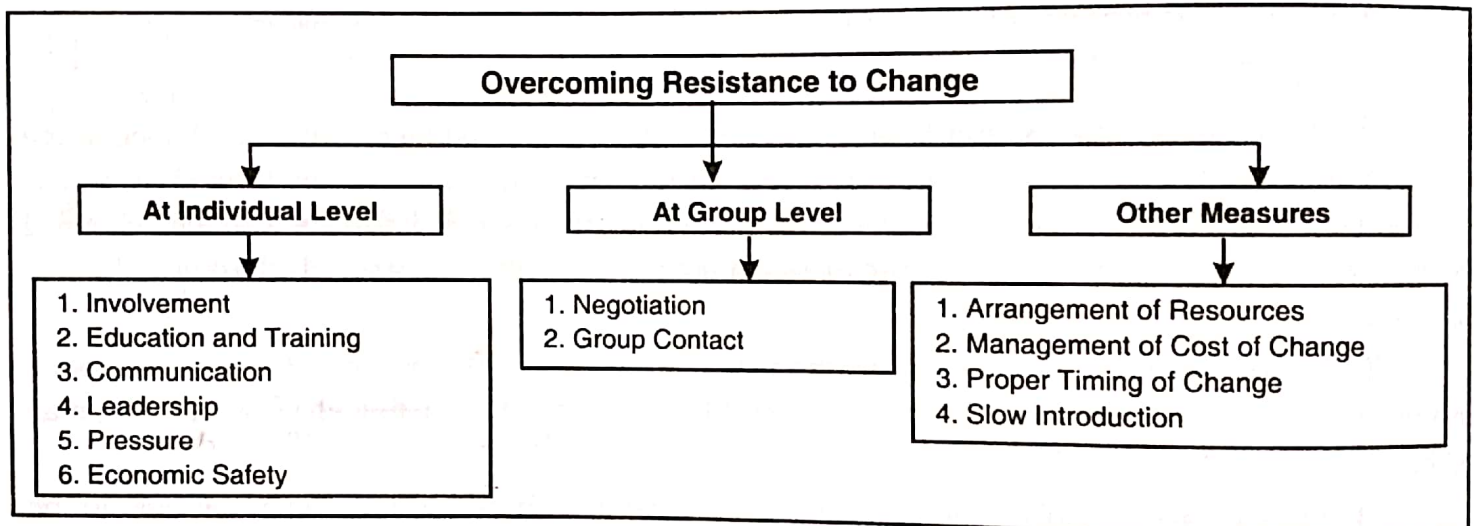 Overcoming Resistance to Change
At Individual Level
1. Involvement
2. Education and Training
3. Communication
4. Leadership
5. Pressure
6. Economic Safety
At Group Level
1. Negotiation
2. Group Contact
Other Measures
1. Arrangement of Resources
2. Management of Cost of Change
3. Proper Timing of Change
4. Slow Introduction